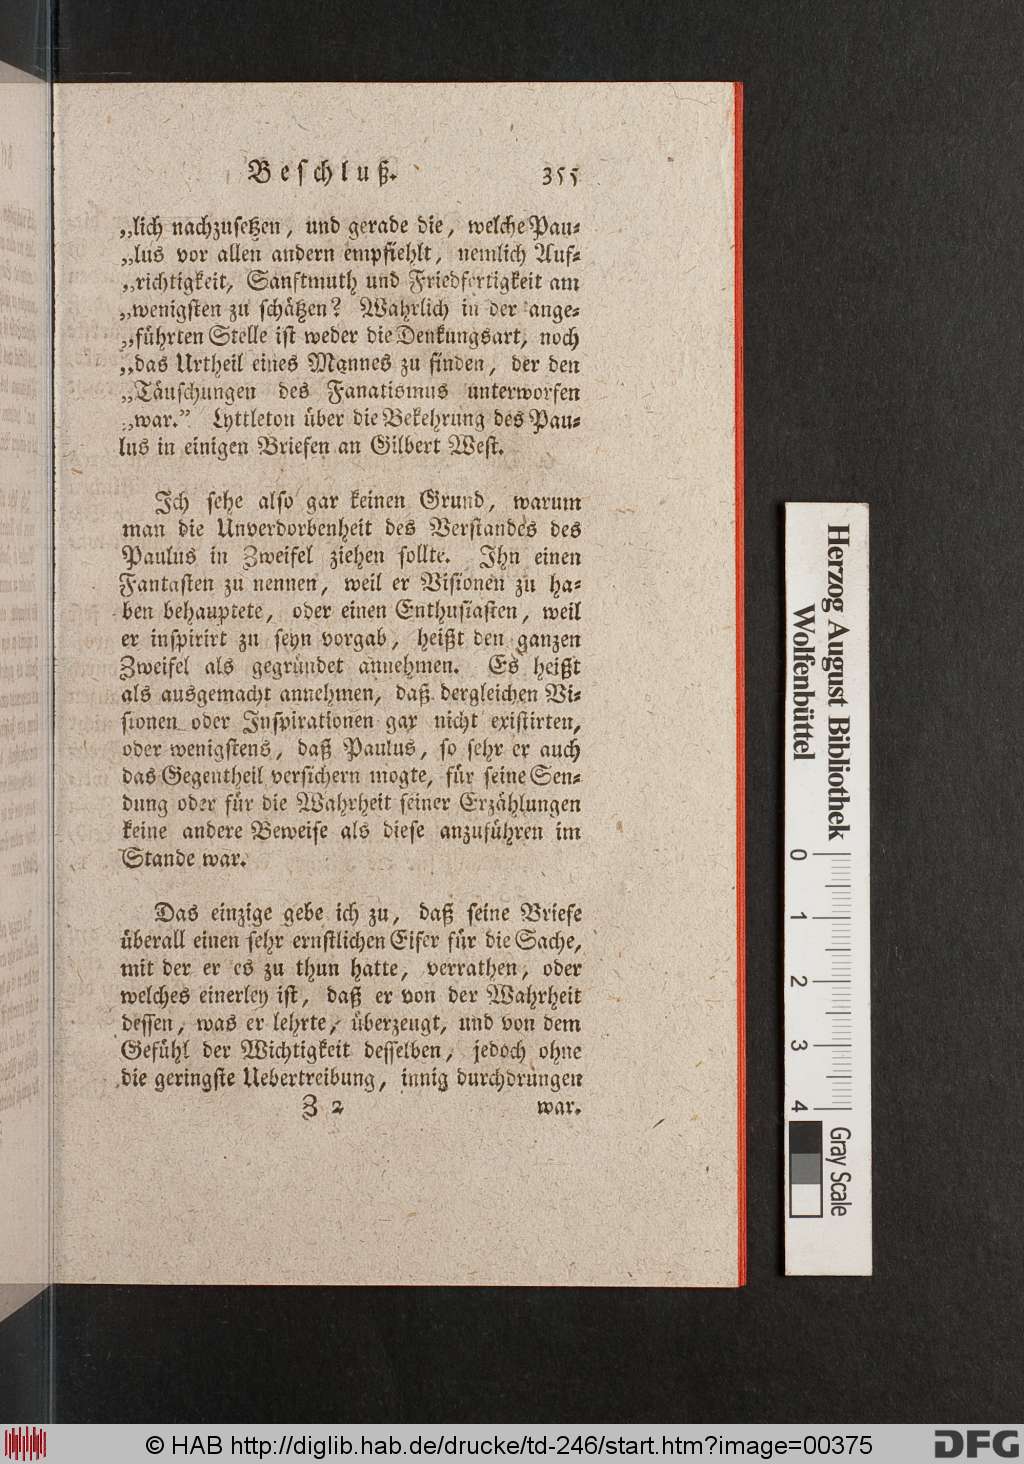 Beschluß. 355
„lich nachzusetzen, und gerade die, welche Pau⸗
„lus vor allen andern empfiehlt, nemlich Auf⸗
„richtigkeit, Sanftmuth und Friedfertigkeit am
„wenigsten zu schätzen? Wahrlich in der ange⸗
„führten Stelle ist weder die Denkungsart, noch
„das Urtheil eines Mannes zu finden, der den
„Täuschungen des Fanatismus unterworfen
„war.” Lyttleton über die Bekehrung des Pau⸗
lus in einigen Briefen an Gilbert West.
Ich sehe also gar keinen Grund, warum
man die Unverdorbenheit des Verstandes des
Paulus in Zweifel ziehen sollte. Ihn einen
Fantasten zu nennen, weil er Visionen zu ha⸗
ben behauptete, oder einen Enthusiasten, weil
er inspirirt zu seyn vorgab, heißt den ganzen
Zweifel als gegründet annehmen. Es heißt
als ausgemacht annehmen, daß dergleichen Vi⸗
sionen oder Inspirationen gar nicht existirten,
oder wenigstens, daß Paulus, so sehr er auch
das Gegentheil versichern mogte, für seine Sen⸗
dung oder für die Wahrheit seiner Erzählungen
keine andere Beweise als diese anzuführen im
Stande war.
Das einzige gebe ich zu, daß seine Briefe
überall einen sehr ernstlichen Eifer für die Sache,
mit der er es zu thun hatte, verrathen, oder
welches einerley ist, daß er von der Wahrheit
dessen, was er lehrte, überzeugt, und von dem
Gefühl der Wichtigkeit desselben, jedoch ohne
die geringste Uebertreibung, innig durchdrungen
Z 2 war.
Herzog August Bibliothek
Wolfenbüttel
0 1 2 3 4
Gray Scale
© HAB http://diglib.hab.de/drucke/td-246/start.htm?image=00375
DFG